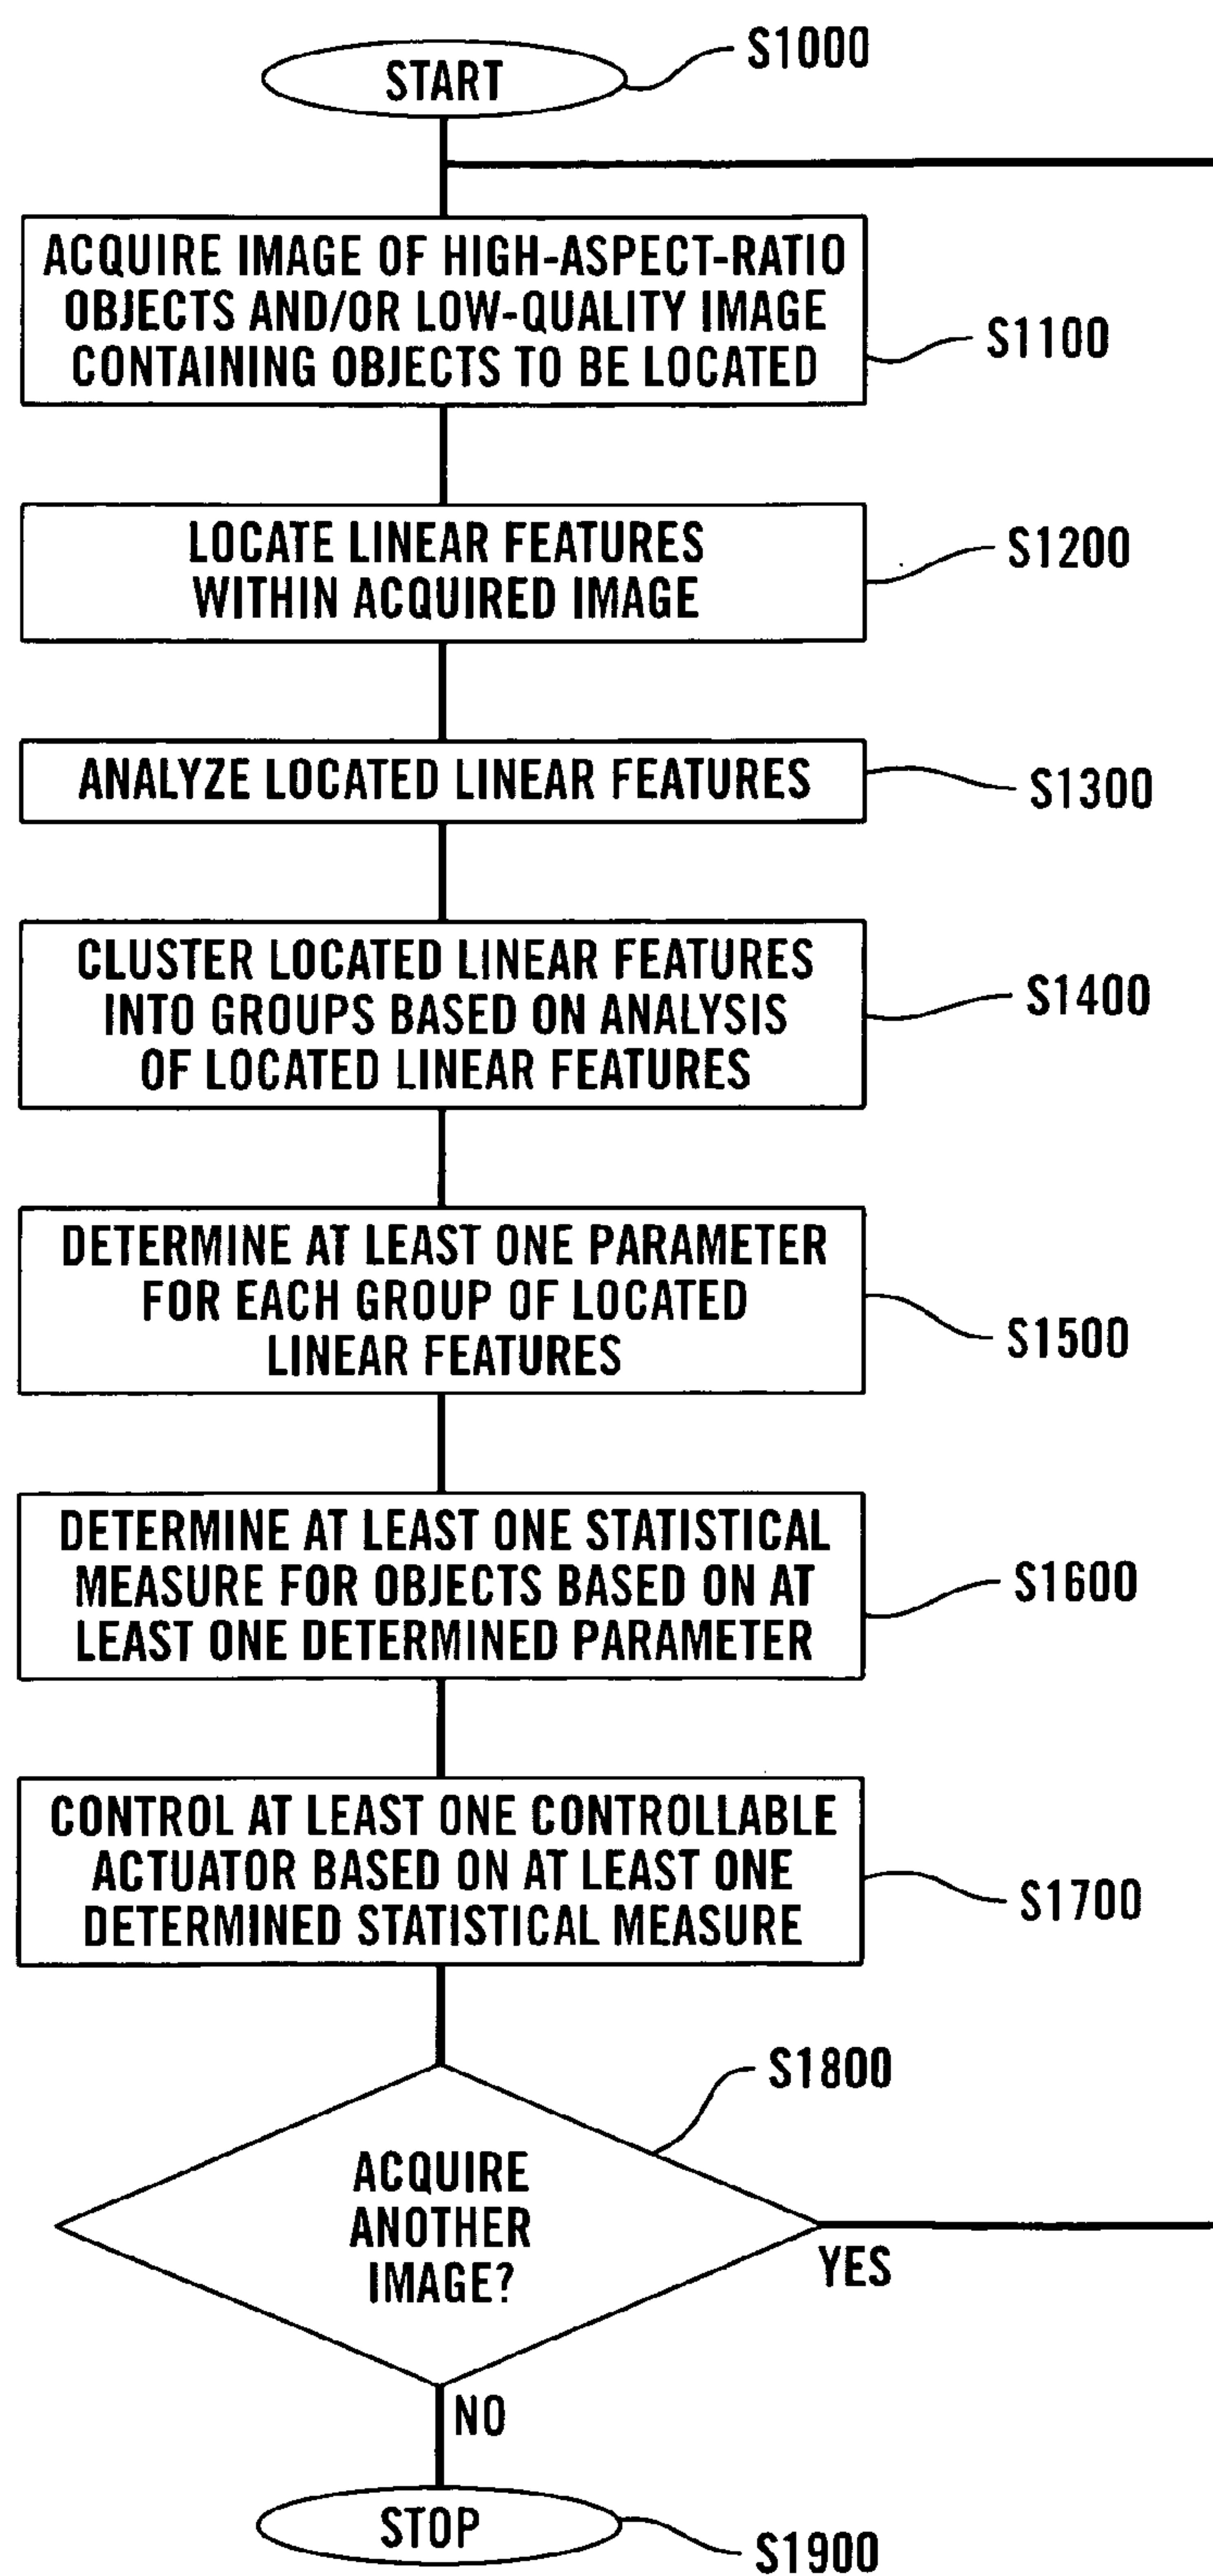 START
S1000
ACQUIRE IMAGE OF HIGH-ASPECT-RATIO
OBJECTS AND/OR LOW-QUALITY IMAGE
CONTAINING OBJECTS TO BE LOCATED
S1100
LOCATE LINEAR FEATURES
WITHIN ACQUIRED IMAGE
S1200
ANALYZE LOCATED LINEAR FEATURES
S1300
CLUSTER LOCATED LINEAR FEATURES
INTO GROUPS BASED ON ANALYSIS
OF LOCATED LINEAR FEATURES
S1400
DETERMINE AT LEAST ONE PARAMETER
FOR EACH GROUP OF LOCATED
LINEAR FEATURES
S1500
DETERMINE AT LEAST ONE STATISTICAL
MEASURE FOR OBJECTS BASED ON AT
LEAST ONE DETERMINED PARAMETER
S1600
CONTROL AT LEAST ONE CONTROLLABLE
ACTUATOR BASED ON AT LEAST ONE
DETERMINED STATISTICAL MEASURE
S1700
S1800
ACQUIRE
ANOTHER
IMAGE?
YES
NO
STOP
S1900